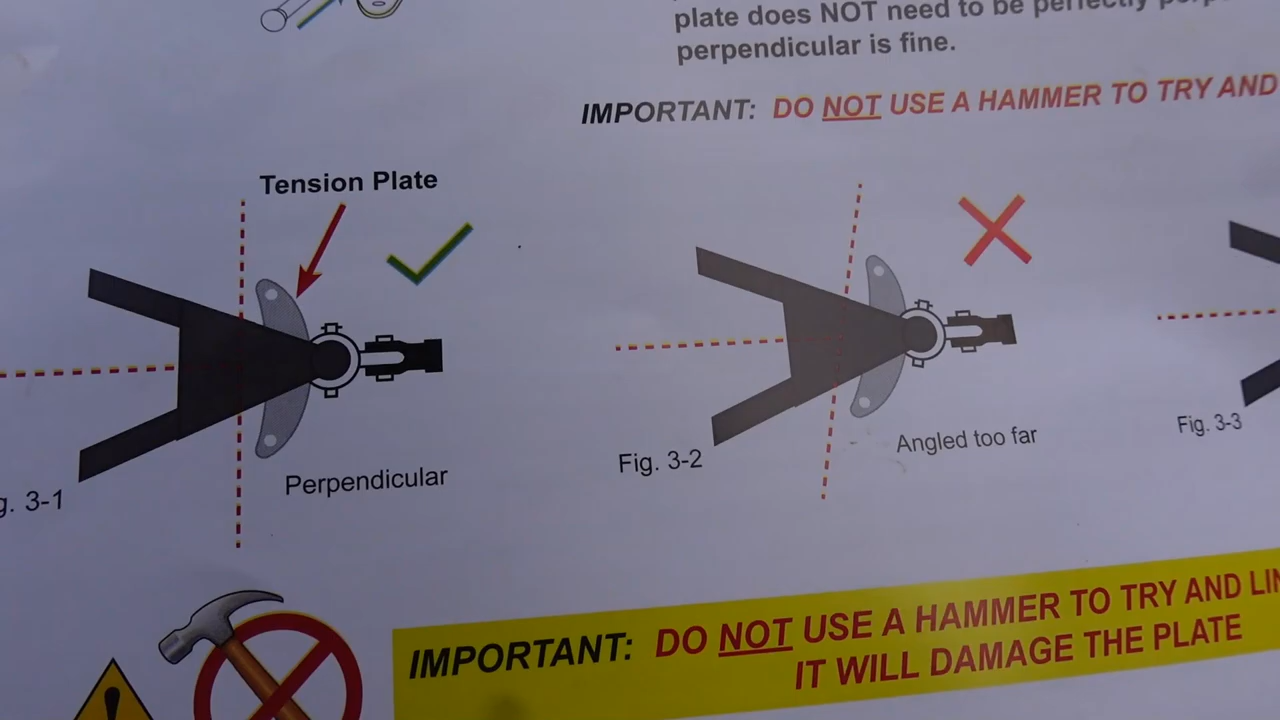 plate does NOT need to be perfectly
perpendicular is fine.
IMPORTANT: DO NOT USE A HAMMER TO TRY AND
Tension Plate
Perpendicular
g. 3-1
Fig. 3-2
Angled too far
Fig. 3-3
IMPORTANT: DO NOT USE A HAMMER TO TRY AND
IT WILL DAMAGE THE PLATE